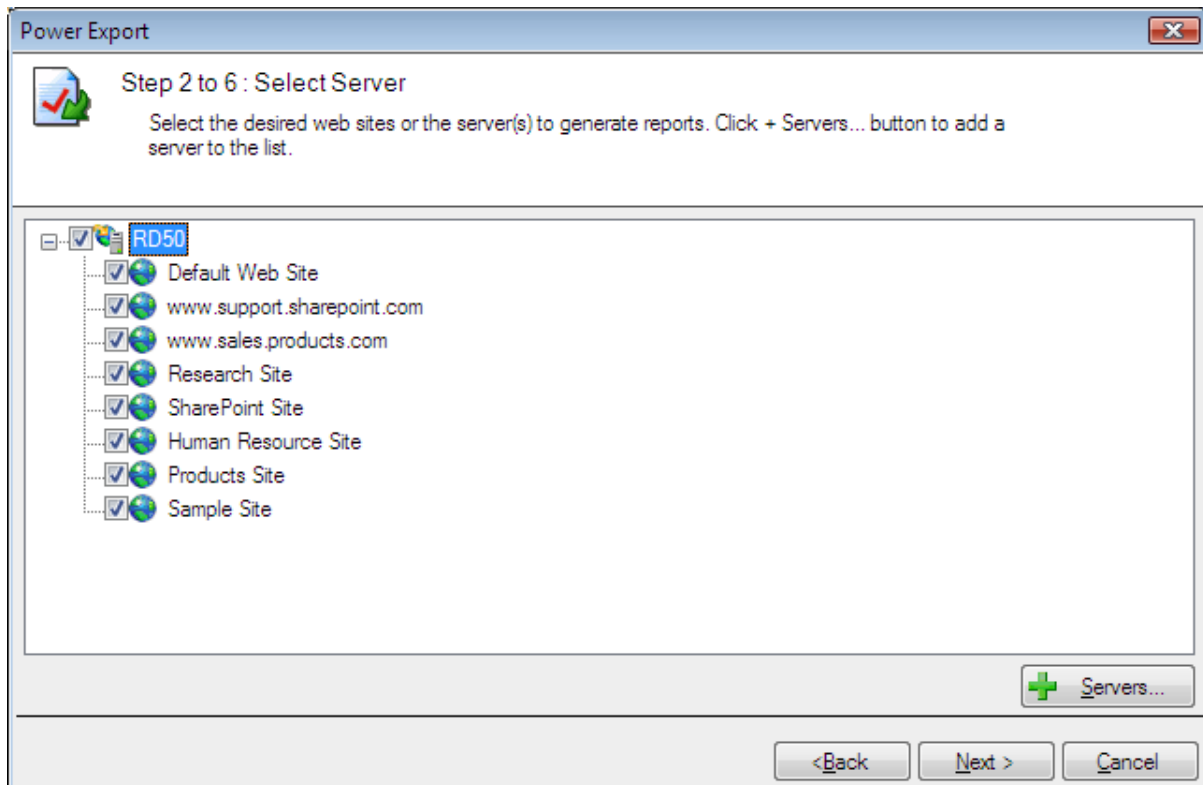 Power Export
Step 2 to 6 : Select Server
Select the desired web sites or the server(s) to generate reports. Click + Servers... button to add a
server to the list.
RD50
Default Web Site
www.support.sharepoint.com
www.sales.products.com
Research Site
SharePoint Site
Human Resource Site
Products Site
Sample Site
Servers...
<Back
Next >
Cancel